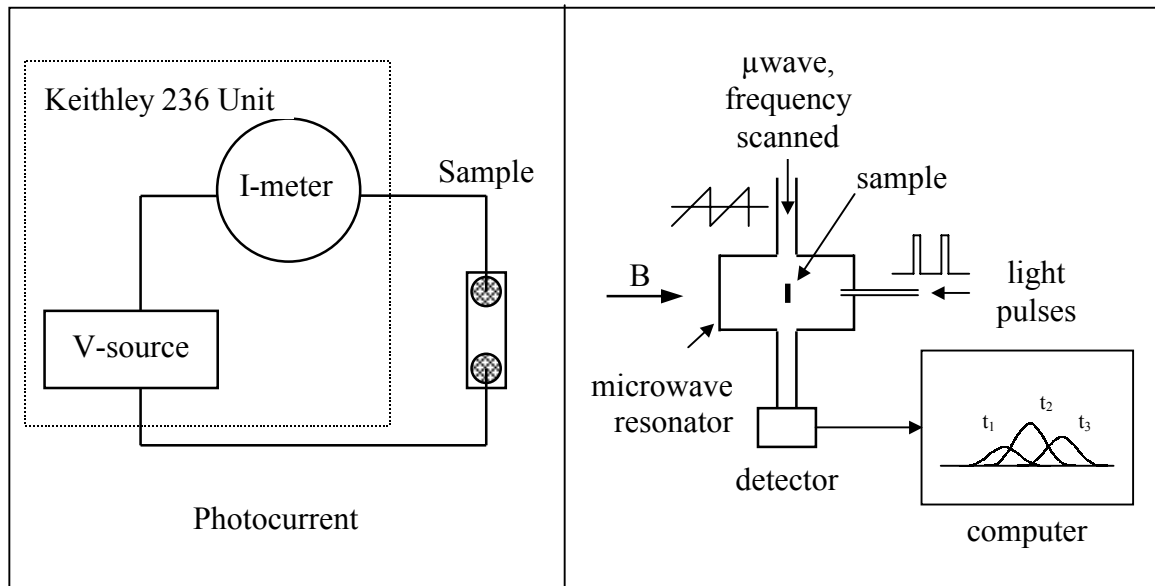 Keithley 236 Unit
I-meter
Sample
V-source
Photocurrent
µwave,
frequency
scanned
sample
B
light
pulses
microwave
resonator
detector
t₁
t₂
t₃
computer